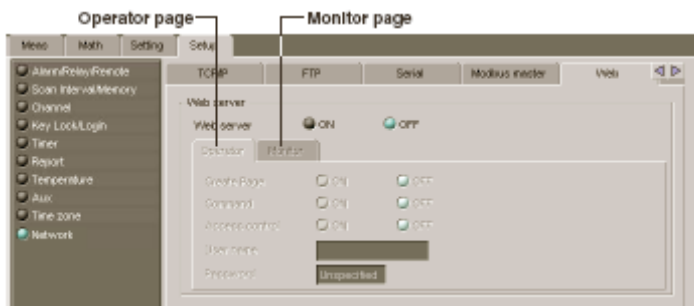 Operator page
Monitor page
Menu Math Setting Setup
Alarm/Relay/Remote
Scan Interval/Memory
Channel
Key Lock/Login
Timer
Report
Temperature
Aux
Time zone
Network
TCP/IP FTP Serial Modbus master Web
Web server
Web server ON OFF
Operator Monitor
Create Page ON OFF
Command ON OFF
Access control ON OFF
User name
Password Unspecified